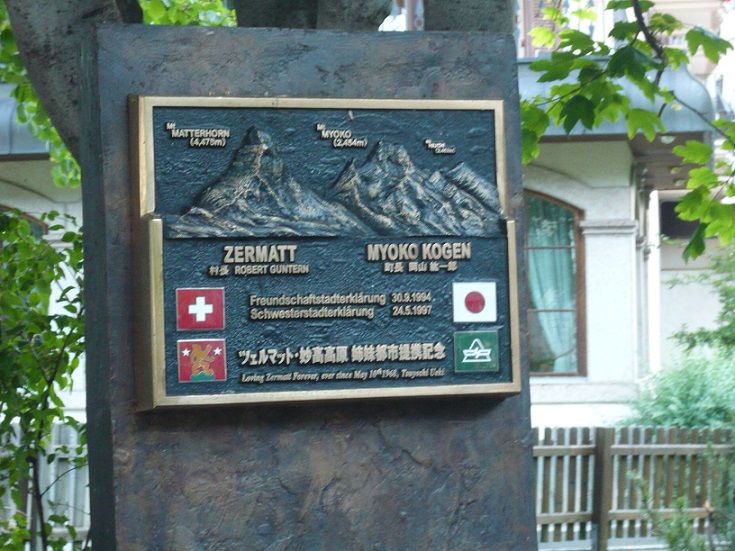 Mt. MATTERHORN
(4,478m)
Mt. MYOKO
(2,454m)
ZERMATT
村長 ROBERT GUNTERN
MYOKO KOGEN
町長 岡山 紘一郎
Freundschaftstadterklärung 30.9.1994
Schwesterstadterklärung 24.5.1997
ツェルマット・妙高高原 姉妹都市提携記念
Loving Zermatt Forever, ever since May 10th 1968, Tsuyoshi Ueki